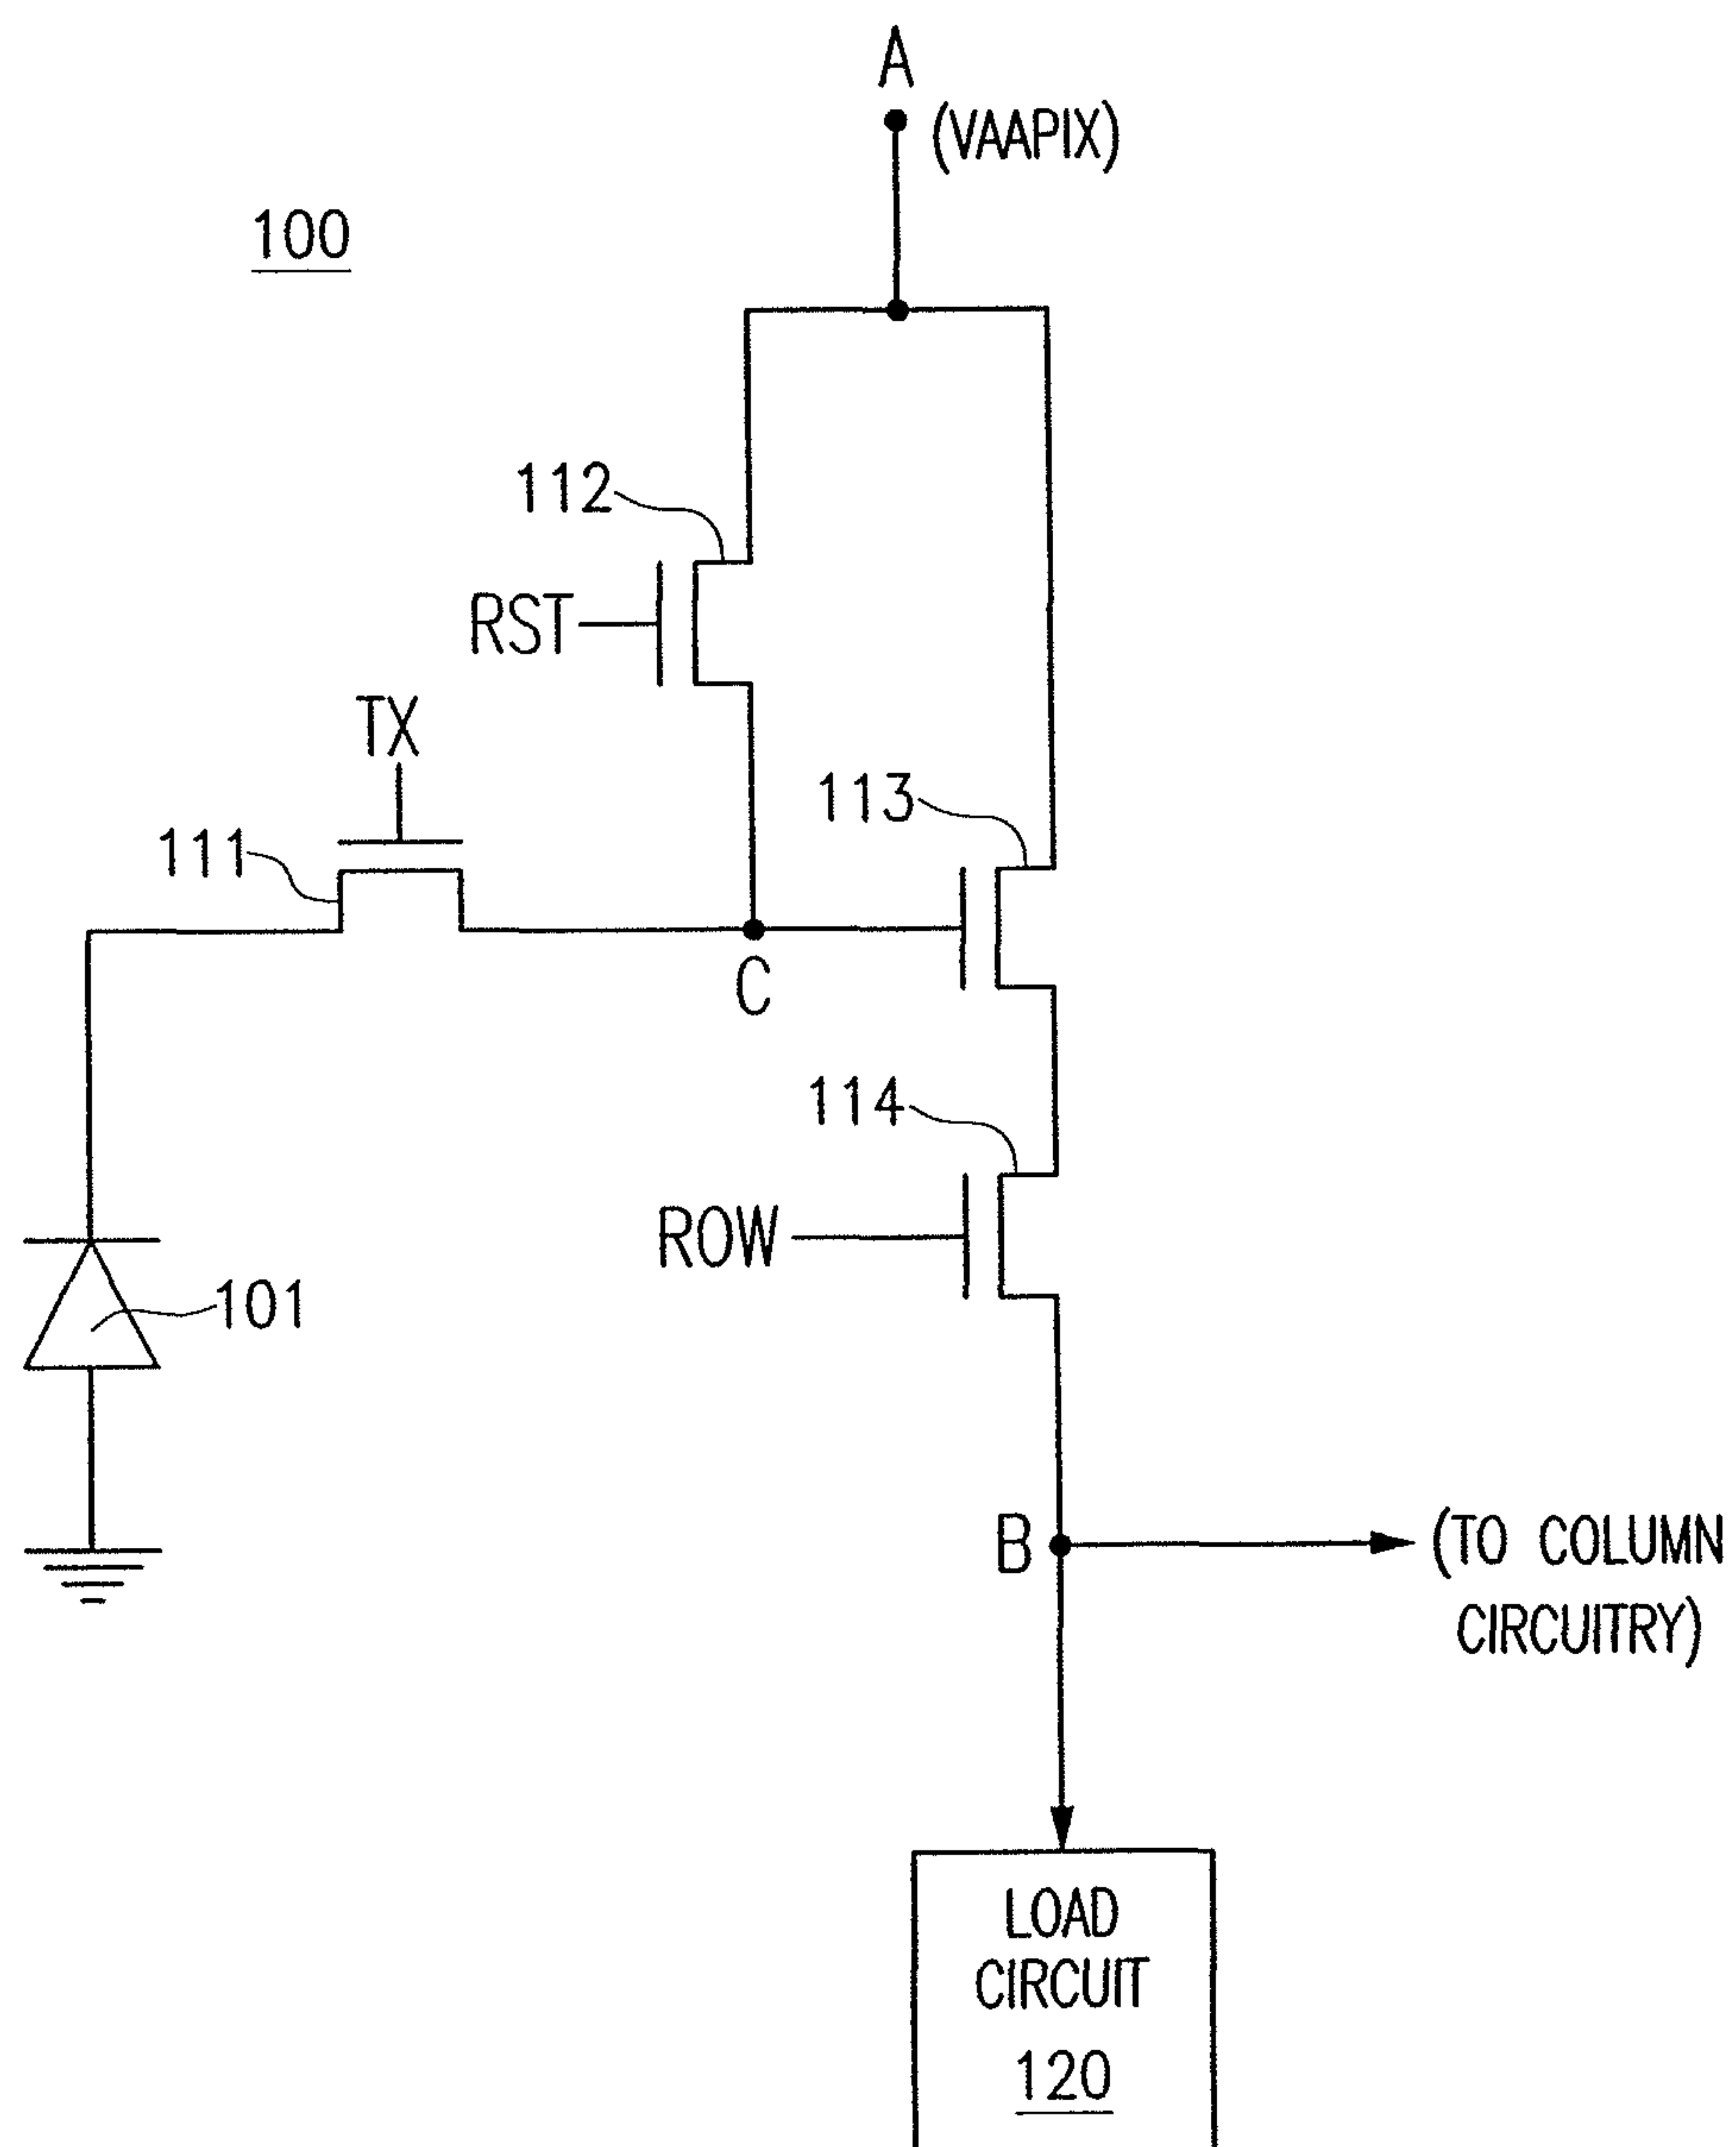 A
(VAAPIX)
100
112
RST
TX
113
111
C
114
ROW
101
B
(TO COLUMN
CIRCUITRY)
LOAD
CIRCUIT
120